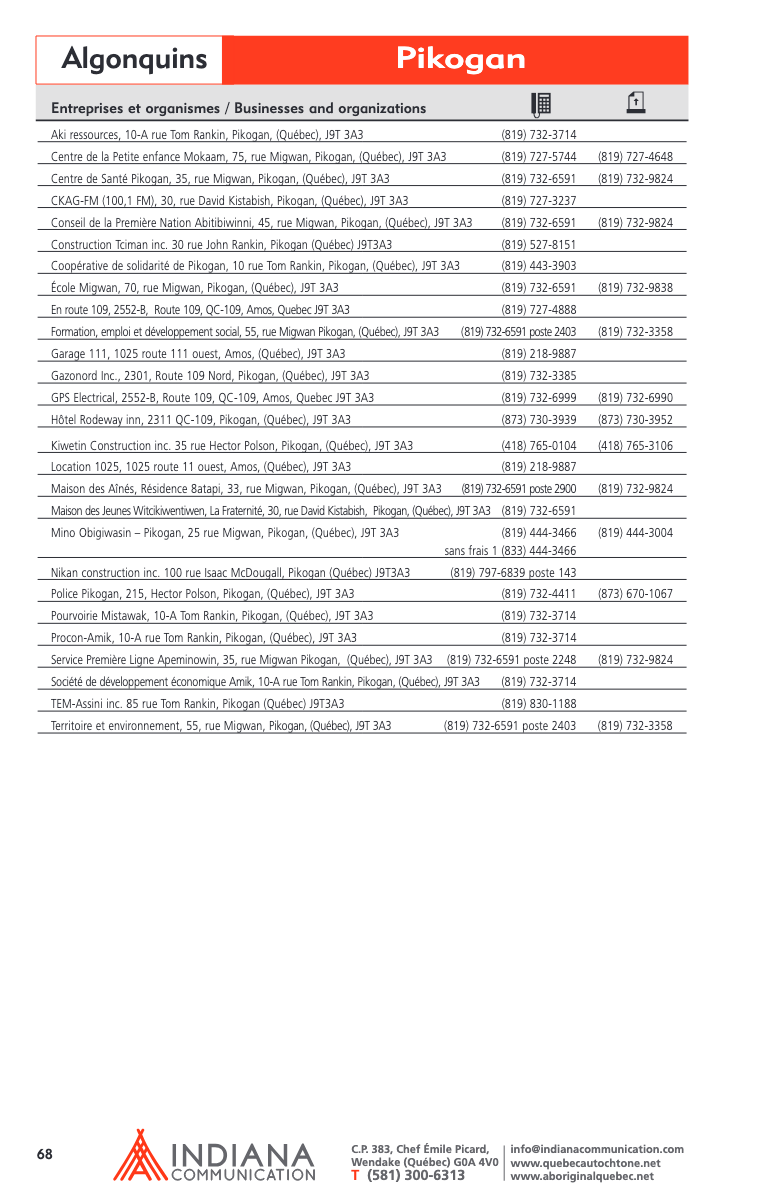 Algonquins Pikogan
Entreprises et organismes / Businesses and organizations
Aki ressources, 10-A rue Tom Rankin, Pikogan, (Québec), J9T 3A3 (819) 732-3714
Centre de la Petite enfance Mokaam, 75, rue Migwan, Pikogan, (Québec), J9T 3A3 (819) 727-5744 (819) 727-4648
Centre de Santé Pikogan, 35, rue Migwan, Pikogan, (Québec), J9T 3A3 (819) 732-6591 (819) 732-9824
CKAG-FM (100,1 FM), 30, rue David Kistabish, Pikogan, (Québec), J9T 3A3 (819) 727-3237
Conseil de la Première Nation Abitibiwinni, 45, rue Migwan, Pikogan, (Québec), J9T 3A3 (819) 732-6591 (819) 732-9824
Construction Tciman inc. 30 rue John Rankin, Pikogan (Québec) J9T3A3 (819) 527-8151
Coopérative de solidarité de Pikogan, 10 rue Tom Rankin, Pikogan, (Québec), J9T 3A3 (819) 443-3903
École Migwan, 70, rue Migwan, Pikogan, (Québec), J9T 3A3 (819) 732-6591 (819) 732-9838
En route 109, 2552-B, Route 109, QC-109, Amos, Quebec J9T 3A3 (819) 727-4888
Formation, emploi et développement social, 55, rue Migwan Pikogan, (Québec), J9T 3A3 (819) 732-6591 poste 2403 (819) 732-3358
Garage 111, 1025 route 111 ouest, Amos, (Québec), J9T 3A3 (819) 218-9887
Gazonord Inc., 2301, Route 109 Nord, Pikogan, (Québec), J9T 3A3 (819) 732-3385
GPS Electrical, 2552-B, Route 109, QC-109, Amos, Quebec J9T 3A3 (819) 732-6999 (819) 732-6990
Hôtel Rodeway inn, 2311 QC-109, Pikogan, (Québec), J9T 3A3 (873) 730-3939 (873) 730-3952
Kiwetin Construction inc. 35 rue Hector Polson, Pikogan, (Québec), J9T 3A3 (418) 765-0104 (418) 765-3106
Location 1025, 1025 route 11 ouest, Amos, (Québec), J9T 3A3 (819) 218-9887
Maison des Aînés, Résidence 8atapi, 33, rue Migwan, Pikogan, (Québec), J9T 3A3 (819) 732-6591 poste 2900 (819) 732-9824
Maison des Jeunes Witcikiwentiwen, La Fraternité, 30, rue David Kistabish, Pikogan, (Québec), J9T 3A3 (819) 732-6591
Mino Obigiwasin – Pikogan, 25 rue Migwan, Pikogan, (Québec), J9T 3A3 (819) 444-3466 (819) 444-3004
sans frais 1 (833) 444-3466
Nikan construction inc. 100 rue Isaac McDougall, Pikogan (Québec) J9T3A3 (819) 797-6839 poste 143
Police Pikogan, 215, Hector Polson, Pikogan, (Québec), J9T 3A3 (819) 732-4411 (873) 670-1067
Pourvoirie Mistawak, 10-A Tom Rankin, Pikogan, (Québec), J9T 3A3 (819) 732-3714
Procon-Amik, 10-A rue Tom Rankin, Pikogan, (Québec), J9T 3A3 (819) 732-3714
Service Première Ligne Apeminowin, 35, rue Migwan Pikogan, (Québec), J9T 3A3 (819) 732-6591 poste 2248 (819) 732-9824
Société de développement économique Amik, 10-A rue Tom Rankin, Pikogan, (Québec), J9T 3A3 (819) 732-3714
TEM-Assini inc. 85 rue Tom Rankin, Pikogan (Québec) J9T3A3 (819) 830-1188
Territoire et environnement, 55, rue Migwan, Pikogan, (Québec), J9T 3A3 (819) 732-6591 poste 2403 (819) 732-3358
68
INDIANA
COMMUNICATION
C.P. 383, Chef Émile Picard,
Wendake (Québec) G0A 4V0
T (581) 300-6313
info@indianacommunication.com
www.quebecautochtone.net
www.aboriginalquebec.net